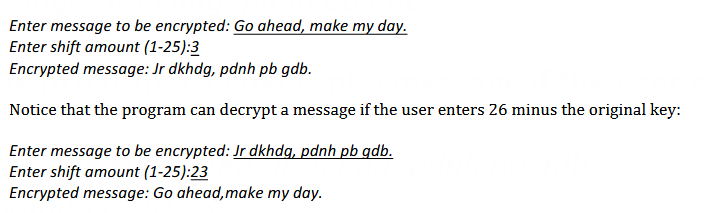 Enter message to be encrypted: Go ahead, make my day.
Enter shift amount (1-25):3
Encrypted message: Jr dkhdg, pdnh pb gdb.
Notice that the program can decrypt a message if the user enters 26 minus the original key:
Enter message to be encrypted: Jr dkhdg, pdnh pb gdb.
Enter shift amount (1-25):23
Encrypted message: Go ahead,make my day.